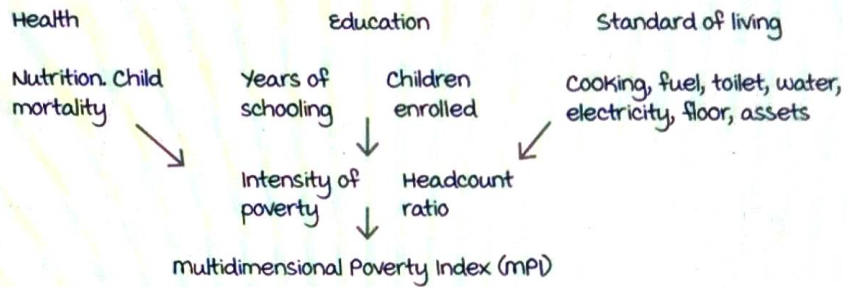 Health
Education
Standard of living
Nutrition. Child
mortality
Years of
schooling
Children
enrolled
Cooking, fuel, toilet, water,
electricity, floor, assets
Intensity of
poverty
Headcount
ratio
Multidimensional Poverty Index (MPI)